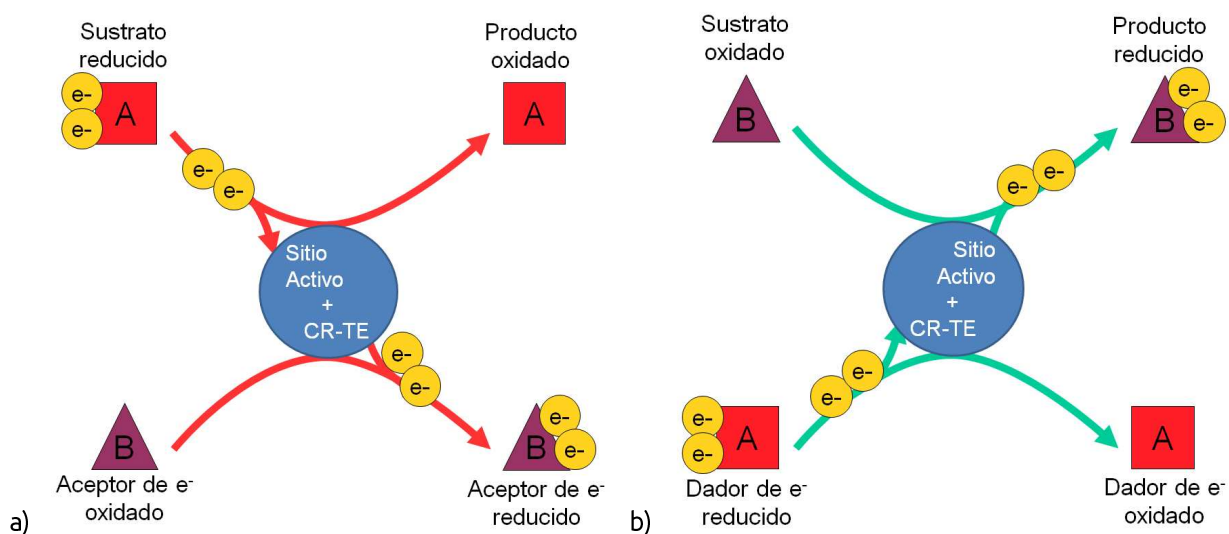 Sustrato
reducido
e-
e-
A
Producto
oxidado
A
e-
e-
Sitio
Activo
+
CR-TE
e-
e-
B
Aceptor de e-
oxidado
B
e-
e-
Aceptor de e-
reducido
a)
Sustrato
oxidado
B
Producto
reducido
B
e-
e-
e-
e-
Sitio
Activo
+
CR-TE
e-
e-
e-
e-
A
Dador de e-
reducido
A
Dador de e-
oxidado
b)